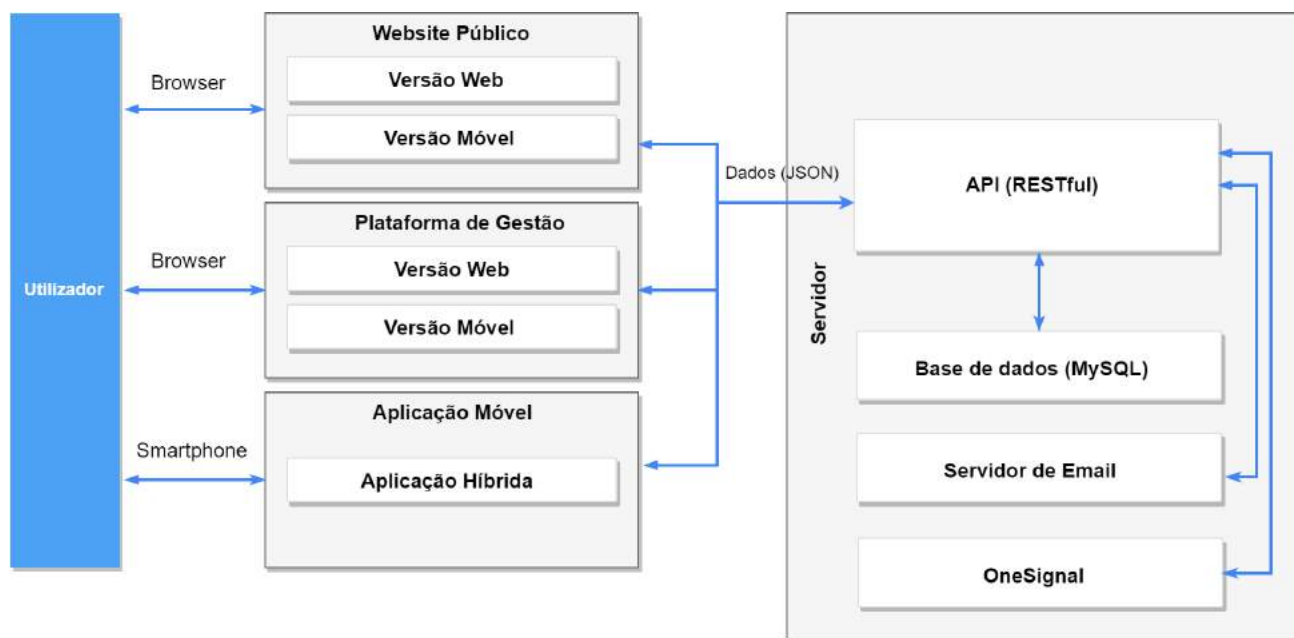 Utilizador
Browser
Browser
Smartphone
Website Público
Versão Web
Versão Móvel
Plataforma de Gestão
Versão Web
Versão Móvel
Aplicação Móvel
Aplicação Híbrida
Dados (JSON)
Servidor
API (RESTful)
Base de dados (MySQL)
Servidor de Email
OneSignal